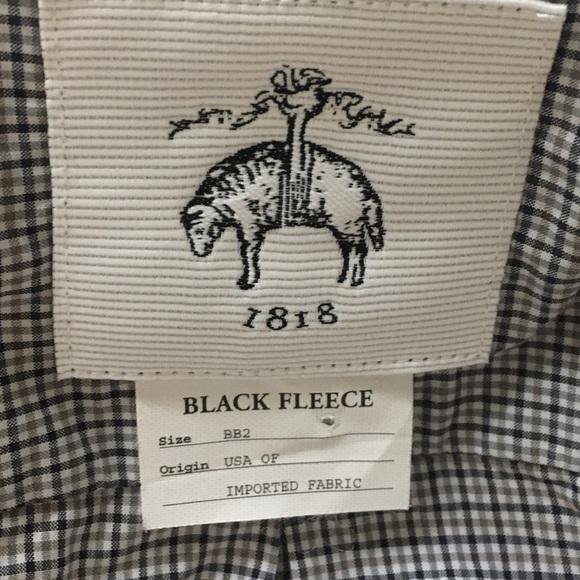 1818
BLACK FLEECE
Size BB2
Origin USA OF
IMPORTED FABRIC